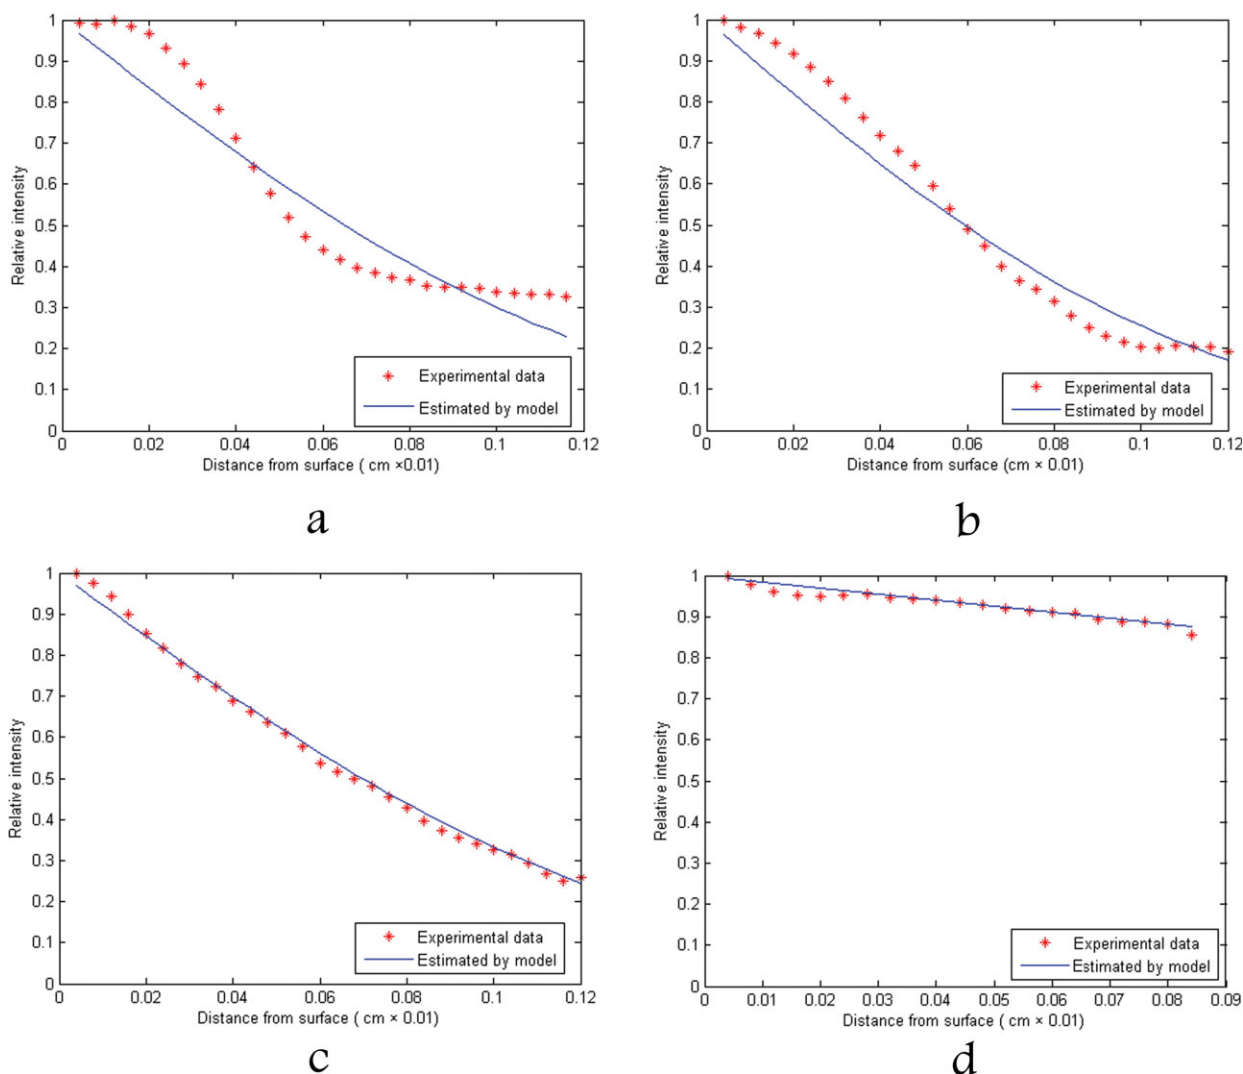 1
0.9
0.8
0.7
0.6
0.5
0.4
0.3
0.2
0.1
0
Relative intensity
0 0.02 0.04 0.06 0.08 0.1 0.12
Distance from surface ( cm ×0.01)
Experimental data
Estimated by model
a
1
0.9
0.8
0.7
0.6
0.5
0.4
0.3
0.2
0.1
0
Relative intensity
0 0.02 0.04 0.06 0.08 0.1 0.12
Distance from surface (cm × 0.01)
Experimental data
Estimated by model
b
1
0.9
0.8
0.7
0.6
0.5
0.4
0.3
0.2
0.1
0
Relative intensity
0 0.02 0.04 0.06 0.08 0.1 0.12
Distance from surface ( cm × 0.01)
Experimental data
Estimated by model
c
1
0.9
0.8
0.7
0.6
0.5
0.4
0.3
0.2
0.1
0
Relative intensity
0 0.01 0.02 0.03 0.04 0.05 0.06 0.07 0.08 0.09
Distance from surface ( cm × 0.01)
Experimental data
Estimated by model
d